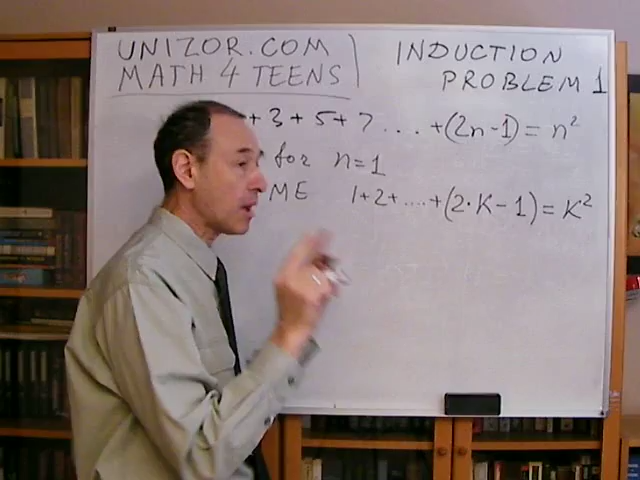 UNIZOR.COM
MATH 4 TEENS
INDUCTION
PROBLEM 1
+ 3 + 5 + 7 .... + (2n - 1) = n²
for n = 1
ME 1 + 2 + .... + (2 · K - 1) = K²